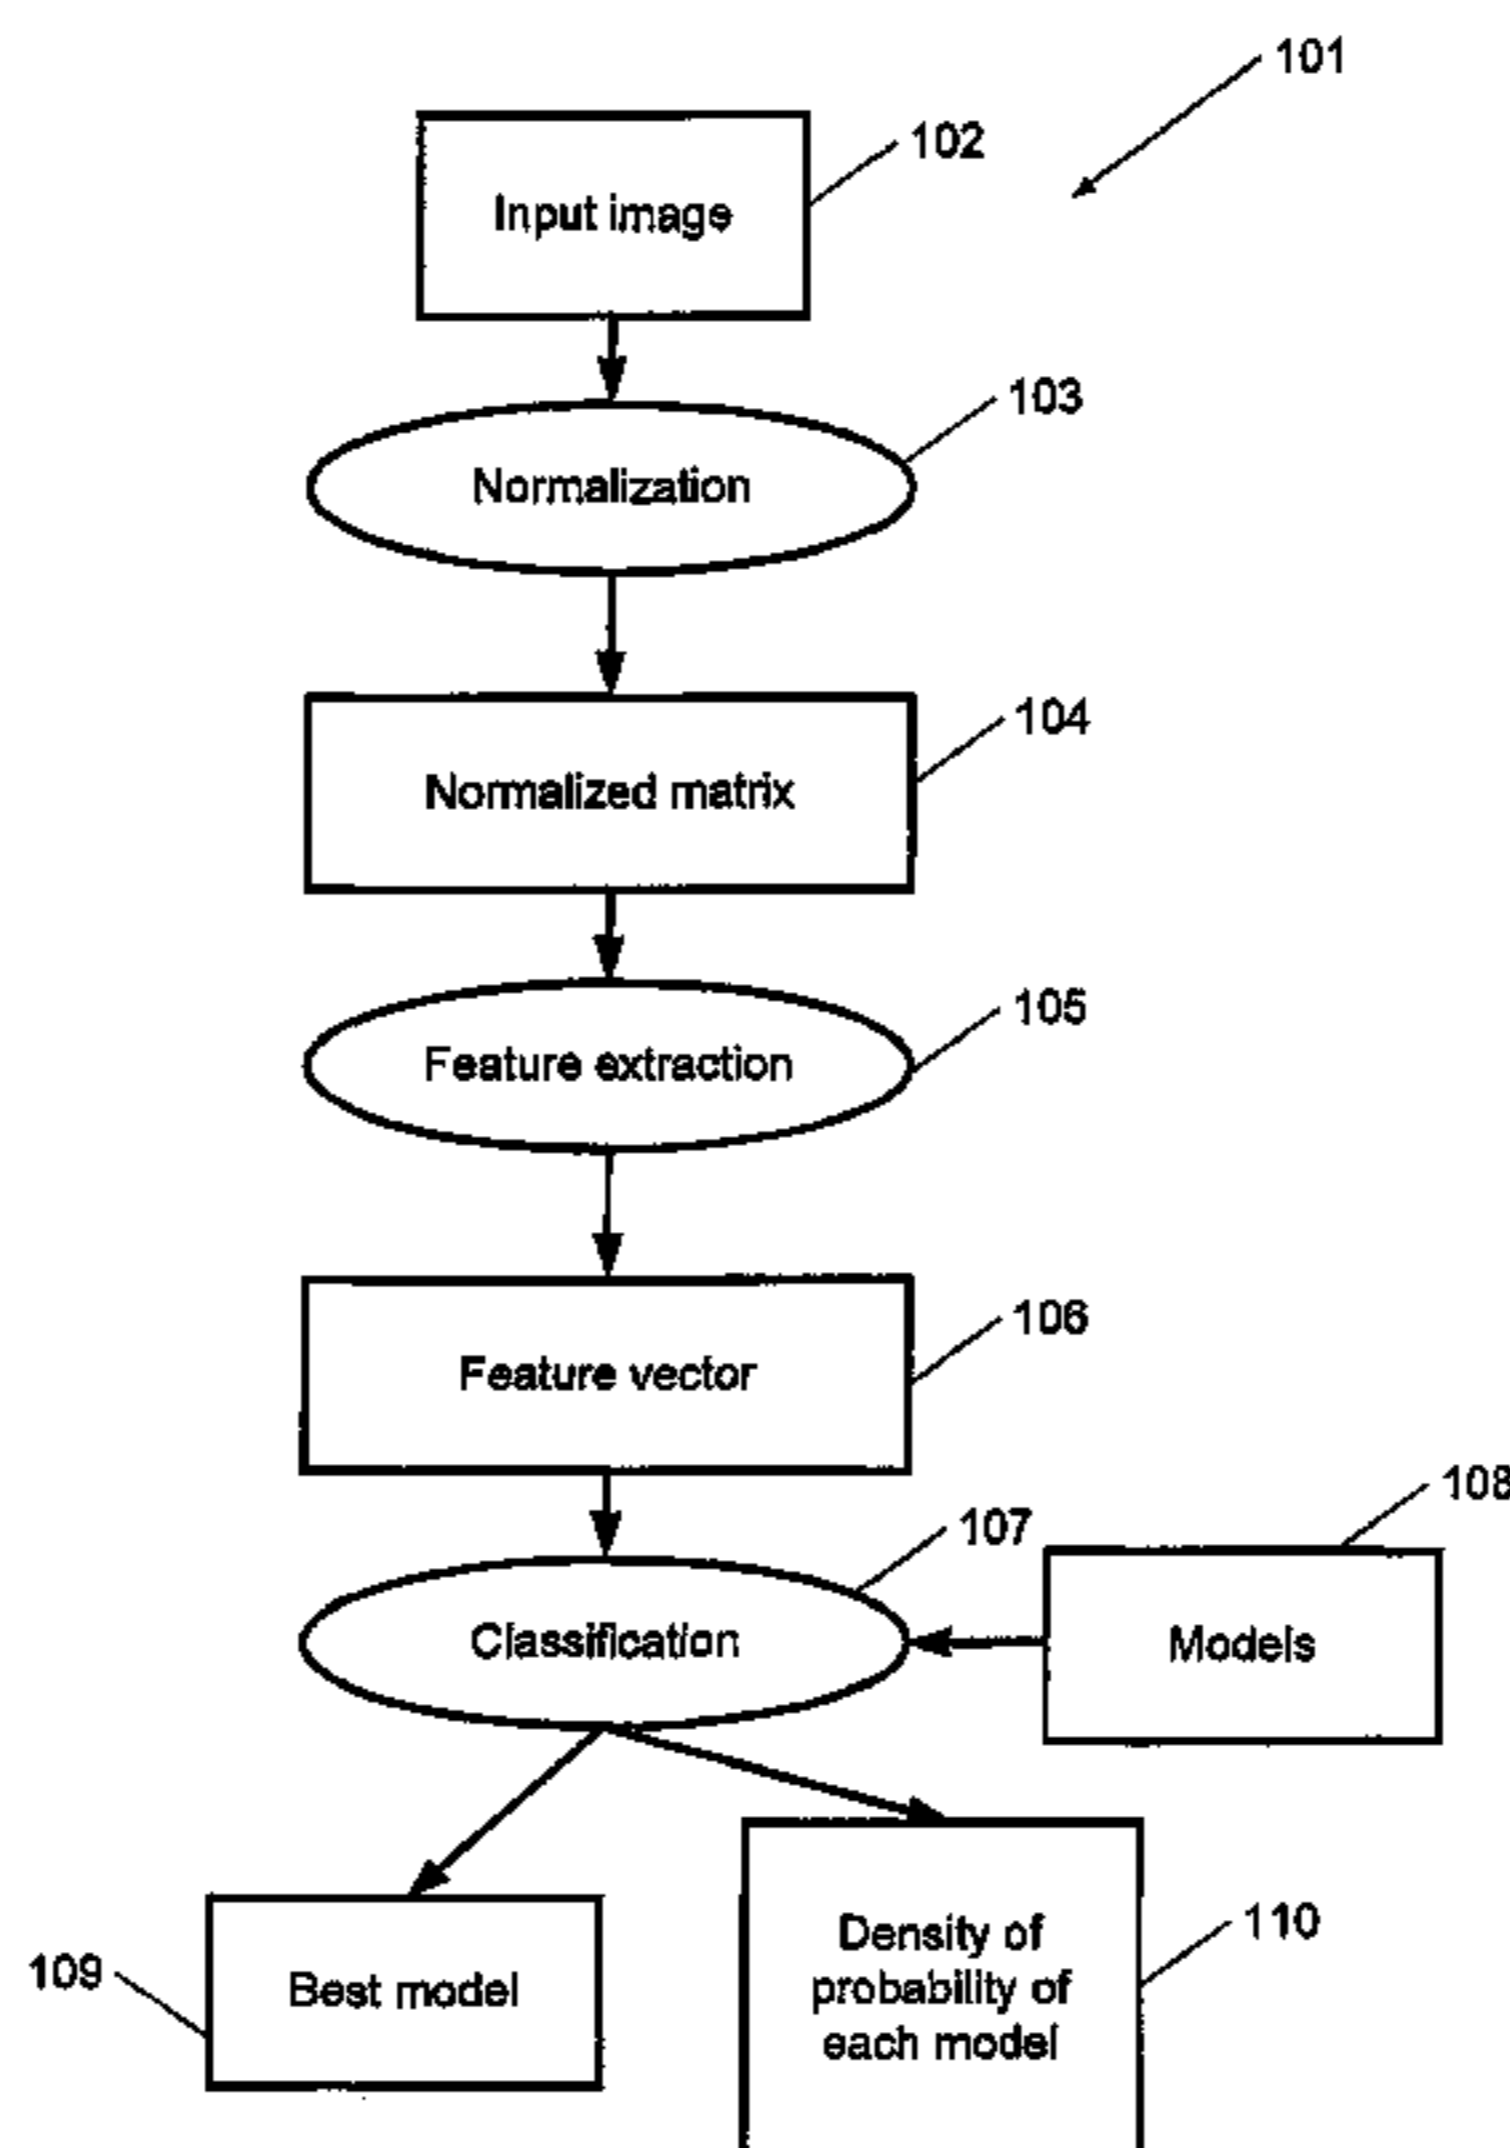 101
102
Input image
103
Normalization
104
Normalized matrix
105
Feature extraction
106
Feature vector
108
107
Classification
Models
109
Best model
110
Density of
probability of
each model